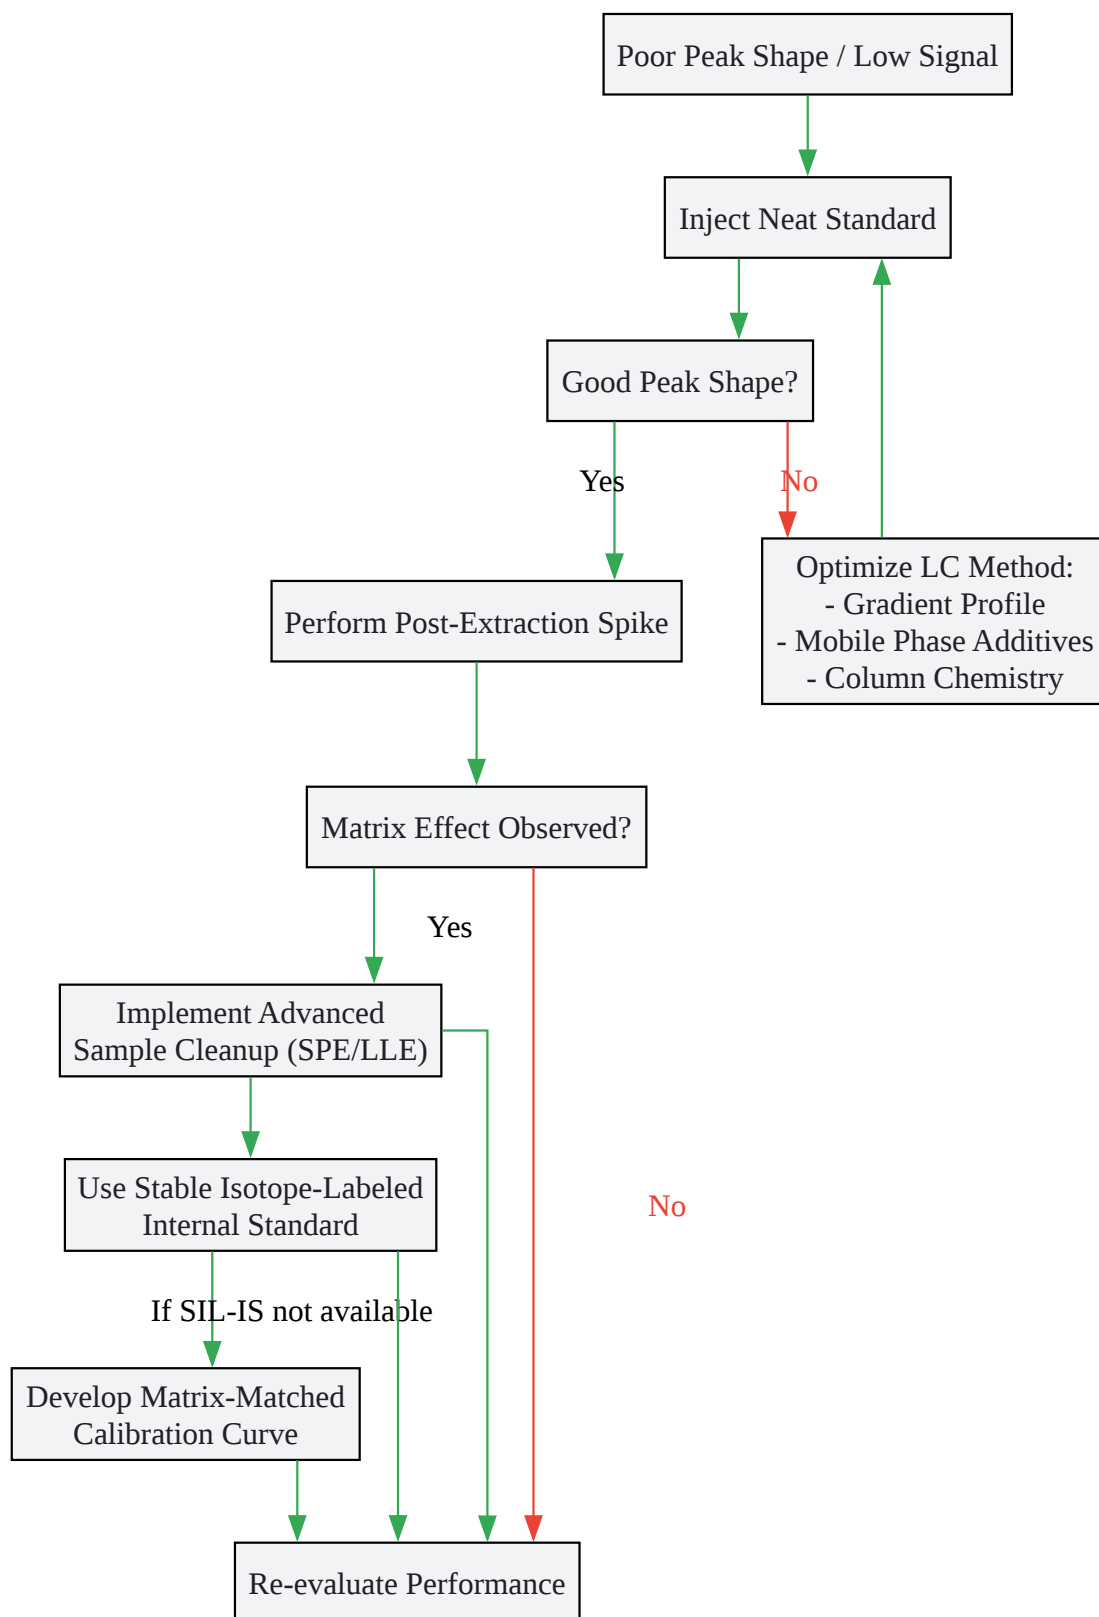 Poor Peak Shape / Low Signal
Inject Neat Standard
Good Peak Shape?
Yes
No
Optimize LC Method:
- Gradient Profile
- Mobile Phase Additives
- Column Chemistry
Perform Post-Extraction Spike
Matrix Effect Observed?
Yes
Implement Advanced
Sample Cleanup (SPE/LLE)
Use Stable Isotope-Labeled
Internal Standard
No
If SIL-IS not available
Develop Matrix-Matched
Calibration Curve
Re-evaluate Performance